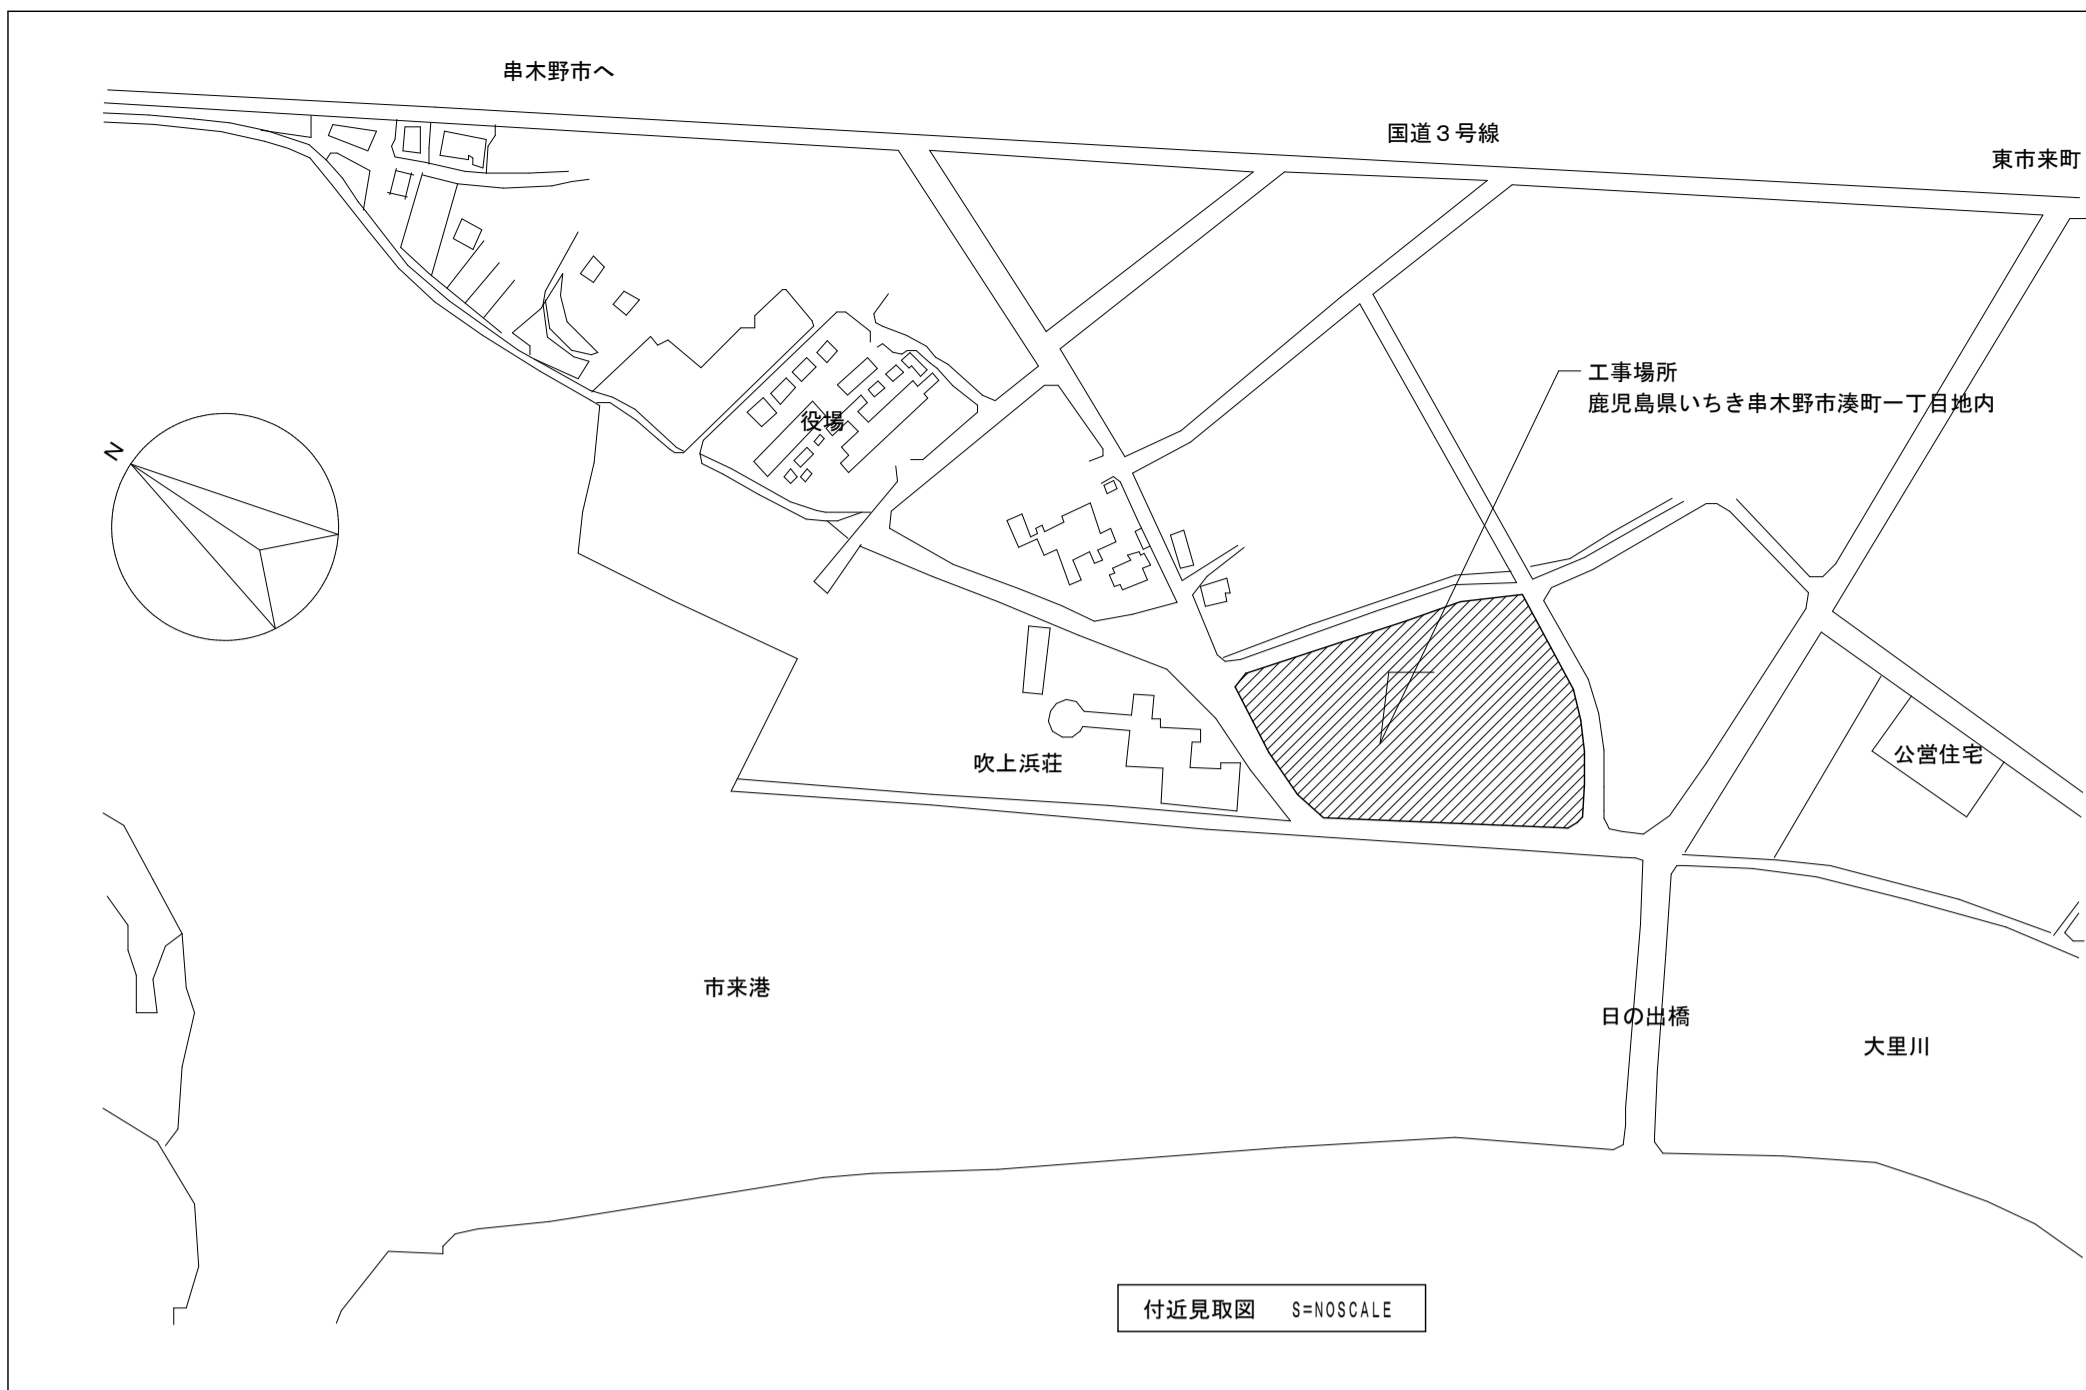 串木野市へ
国道３号線
東市来町
工事場所
鹿児島県いちき串木野市湊町一丁目地内
役場
N
吹上浜荘
公営住宅
市来港
日の出橋
大里川
付近見取図 S=NOSCALE